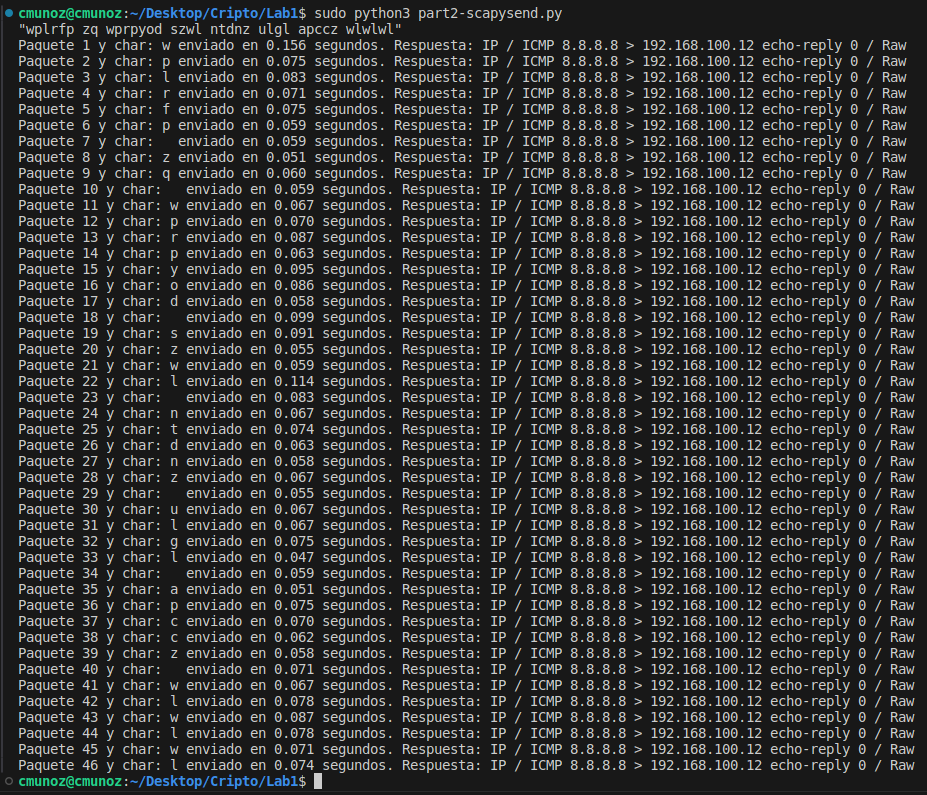 cmunoz@cmunoz:~/Desktop/Cripto/Lab1$ sudo python3 part2-scapysend.py
"wplrfp zq wprpyod szwl ntdnz ulgl apccz wlwlwl"
Paquete 1 y char: w enviado en 0.156 segundos. Respuesta: IP / ICMP 8.8.8.8 > 192.168.100.12 echo-reply 0 / Raw
Paquete 2 y char: p enviado en 0.075 segundos. Respuesta: IP / ICMP 8.8.8.8 > 192.168.100.12 echo-reply 0 / Raw
Paquete 3 y char: l enviado en 0.083 segundos. Respuesta: IP / ICMP 8.8.8.8 > 192.168.100.12 echo-reply 0 / Raw
Paquete 4 y char: r enviado en 0.071 segundos. Respuesta: IP / ICMP 8.8.8.8 > 192.168.100.12 echo-reply 0 / Raw
Paquete 5 y char: f enviado en 0.075 segundos. Respuesta: IP / ICMP 8.8.8.8 > 192.168.100.12 echo-reply 0 / Raw
Paquete 6 y char: p enviado en 0.059 segundos. Respuesta: IP / ICMP 8.8.8.8 > 192.168.100.12 echo-reply 0 / Raw
Paquete 7 y char:   enviado en 0.059 segundos. Respuesta: IP / ICMP 8.8.8.8 > 192.168.100.12 echo-reply 0 / Raw
Paquete 8 y char: z enviado en 0.051 segundos. Respuesta: IP / ICMP 8.8.8.8 > 192.168.100.12 echo-reply 0 / Raw
Paquete 9 y char: q enviado en 0.060 segundos. Respuesta: IP / ICMP 8.8.8.8 > 192.168.100.12 echo-reply 0 / Raw
Paquete 10 y char:   enviado en 0.059 segundos. Respuesta: IP / ICMP 8.8.8.8 > 192.168.100.12 echo-reply 0 / Raw
Paquete 11 y char: w enviado en 0.067 segundos. Respuesta: IP / ICMP 8.8.8.8 > 192.168.100.12 echo-reply 0 / Raw
Paquete 12 y char: p enviado en 0.070 segundos. Respuesta: IP / ICMP 8.8.8.8 > 192.168.100.12 echo-reply 0 / Raw
Paquete 13 y char: r enviado en 0.087 segundos. Respuesta: IP / ICMP 8.8.8.8 > 192.168.100.12 echo-reply 0 / Raw
Paquete 14 y char: p enviado en 0.063 segundos. Respuesta: IP / ICMP 8.8.8.8 > 192.168.100.12 echo-reply 0 / Raw
Paquete 15 y char: y enviado en 0.095 segundos. Respuesta: IP / ICMP 8.8.8.8 > 192.168.100.12 echo-reply 0 / Raw
Paquete 16 y char: o enviado en 0.086 segundos. Respuesta: IP / ICMP 8.8.8.8 > 192.168.100.12 echo-reply 0 / Raw
Paquete 17 y char: d enviado en 0.058 segundos. Respuesta: IP / ICMP 8.8.8.8 > 192.168.100.12 echo-reply 0 / Raw
Paquete 18 y char:   enviado en 0.099 segundos. Respuesta: IP / ICMP 8.8.8.8 > 192.168.100.12 echo-reply 0 / Raw
Paquete 19 y char: s enviado en 0.091 segundos. Respuesta: IP / ICMP 8.8.8.8 > 192.168.100.12 echo-reply 0 / Raw
Paquete 20 y char: z enviado en 0.055 segundos. Respuesta: IP / ICMP 8.8.8.8 > 192.168.100.12 echo-reply 0 / Raw
Paquete 21 y char: w enviado en 0.059 segundos. Respuesta: IP / ICMP 8.8.8.8 > 192.168.100.12 echo-reply 0 / Raw
Paquete 22 y char: l enviado en 0.114 segundos. Respuesta: IP / ICMP 8.8.8.8 > 192.168.100.12 echo-reply 0 / Raw
Paquete 23 y char:   enviado en 0.083 segundos. Respuesta: IP / ICMP 8.8.8.8 > 192.168.100.12 echo-reply 0 / Raw
Paquete 24 y char: n enviado en 0.067 segundos. Respuesta: IP / ICMP 8.8.8.8 > 192.168.100.12 echo-reply 0 / Raw
Paquete 25 y char: t enviado en 0.074 segundos. Respuesta: IP / ICMP 8.8.8.8 > 192.168.100.12 echo-reply 0 / Raw
Paquete 26 y char: d enviado en 0.063 segundos. Respuesta: IP / ICMP 8.8.8.8 > 192.168.100.12 echo-reply 0 / Raw
Paquete 27 y char: n enviado en 0.058 segundos. Respuesta: IP / ICMP 8.8.8.8 > 192.168.100.12 echo-reply 0 / Raw
Paquete 28 y char: z enviado en 0.067 segundos. Respuesta: IP / ICMP 8.8.8.8 > 192.168.100.12 echo-reply 0 / Raw
Paquete 29 y char:   enviado en 0.055 segundos. Respuesta: IP / ICMP 8.8.8.8 > 192.168.100.12 echo-reply 0 / Raw
Paquete 30 y char: u enviado en 0.067 segundos. Respuesta: IP / ICMP 8.8.8.8 > 192.168.100.12 echo-reply 0 / Raw
Paquete 31 y char: l enviado en 0.067 segundos. Respuesta: IP / ICMP 8.8.8.8 > 192.168.100.12 echo-reply 0 / Raw
Paquete 32 y char: g enviado en 0.075 segundos. Respuesta: IP / ICMP 8.8.8.8 > 192.168.100.12 echo-reply 0 / Raw
Paquete 33 y char: l enviado en 0.047 segundos. Respuesta: IP / ICMP 8.8.8.8 > 192.168.100.12 echo-reply 0 / Raw
Paquete 34 y char:   enviado en 0.059 segundos. Respuesta: IP / ICMP 8.8.8.8 > 192.168.100.12 echo-reply 0 / Raw
Paquete 35 y char: a enviado en 0.051 segundos. Respuesta: IP / ICMP 8.8.8.8 > 192.168.100.12 echo-reply 0 / Raw
Paquete 36 y char: p enviado en 0.075 segundos. Respuesta: IP / ICMP 8.8.8.8 > 192.168.100.12 echo-reply 0 / Raw
Paquete 37 y char: c enviado en 0.070 segundos. Respuesta: IP / ICMP 8.8.8.8 > 192.168.100.12 echo-reply 0 / Raw
Paquete 38 y char: c enviado en 0.062 segundos. Respuesta: IP / ICMP 8.8.8.8 > 192.168.100.12 echo-reply 0 / Raw
Paquete 39 y char: z enviado en 0.058 segundos. Respuesta: IP / ICMP 8.8.8.8 > 192.168.100.12 echo-reply 0 / Raw
Paquete 40 y char:   enviado en 0.071 segundos. Respuesta: IP / ICMP 8.8.8.8 > 192.168.100.12 echo-reply 0 / Raw
Paquete 41 y char: w enviado en 0.067 segundos. Respuesta: IP / ICMP 8.8.8.8 > 192.168.100.12 echo-reply 0 / Raw
Paquete 42 y char: l enviado en 0.078 segundos. Respuesta: IP / ICMP 8.8.8.8 > 192.168.100.12 echo-reply 0 / Raw
Paquete 43 y char: w enviado en 0.087 segundos. Respuesta: IP / ICMP 8.8.8.8 > 192.168.100.12 echo-reply 0 / Raw
Paquete 44 y char: l enviado en 0.078 segundos. Respuesta: IP / ICMP 8.8.8.8 > 192.168.100.12 echo-reply 0 / Raw
Paquete 45 y char: w enviado en 0.071 segundos. Respuesta: IP / ICMP 8.8.8.8 > 192.168.100.12 echo-reply 0 / Raw
Paquete 46 y char: l enviado en 0.074 segundos. Respuesta: IP / ICMP 8.8.8.8 > 192.168.100.12 echo-reply 0 / Raw
cmunoz@cmunoz:~/Desktop/Cripto/Lab1$